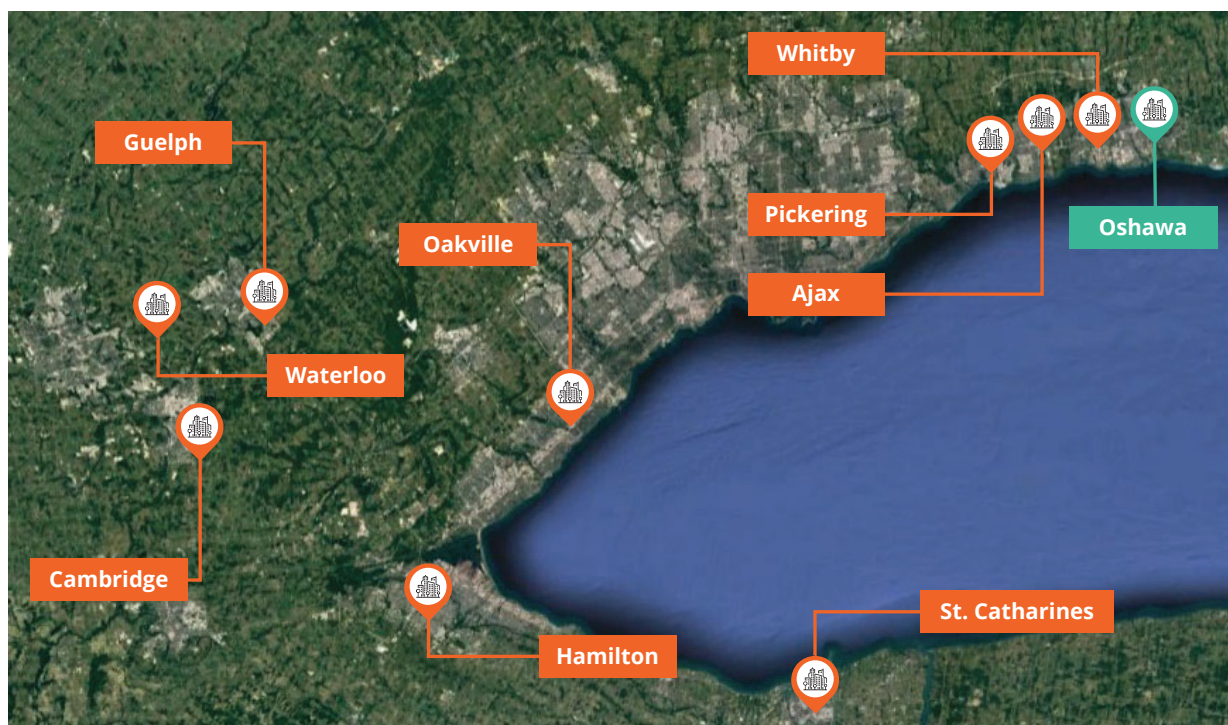 Whitby
Guelph
Pickering
Oshawa
Oakville
Ajax
Waterloo
Cambridge
St. Catharines
Hamilton